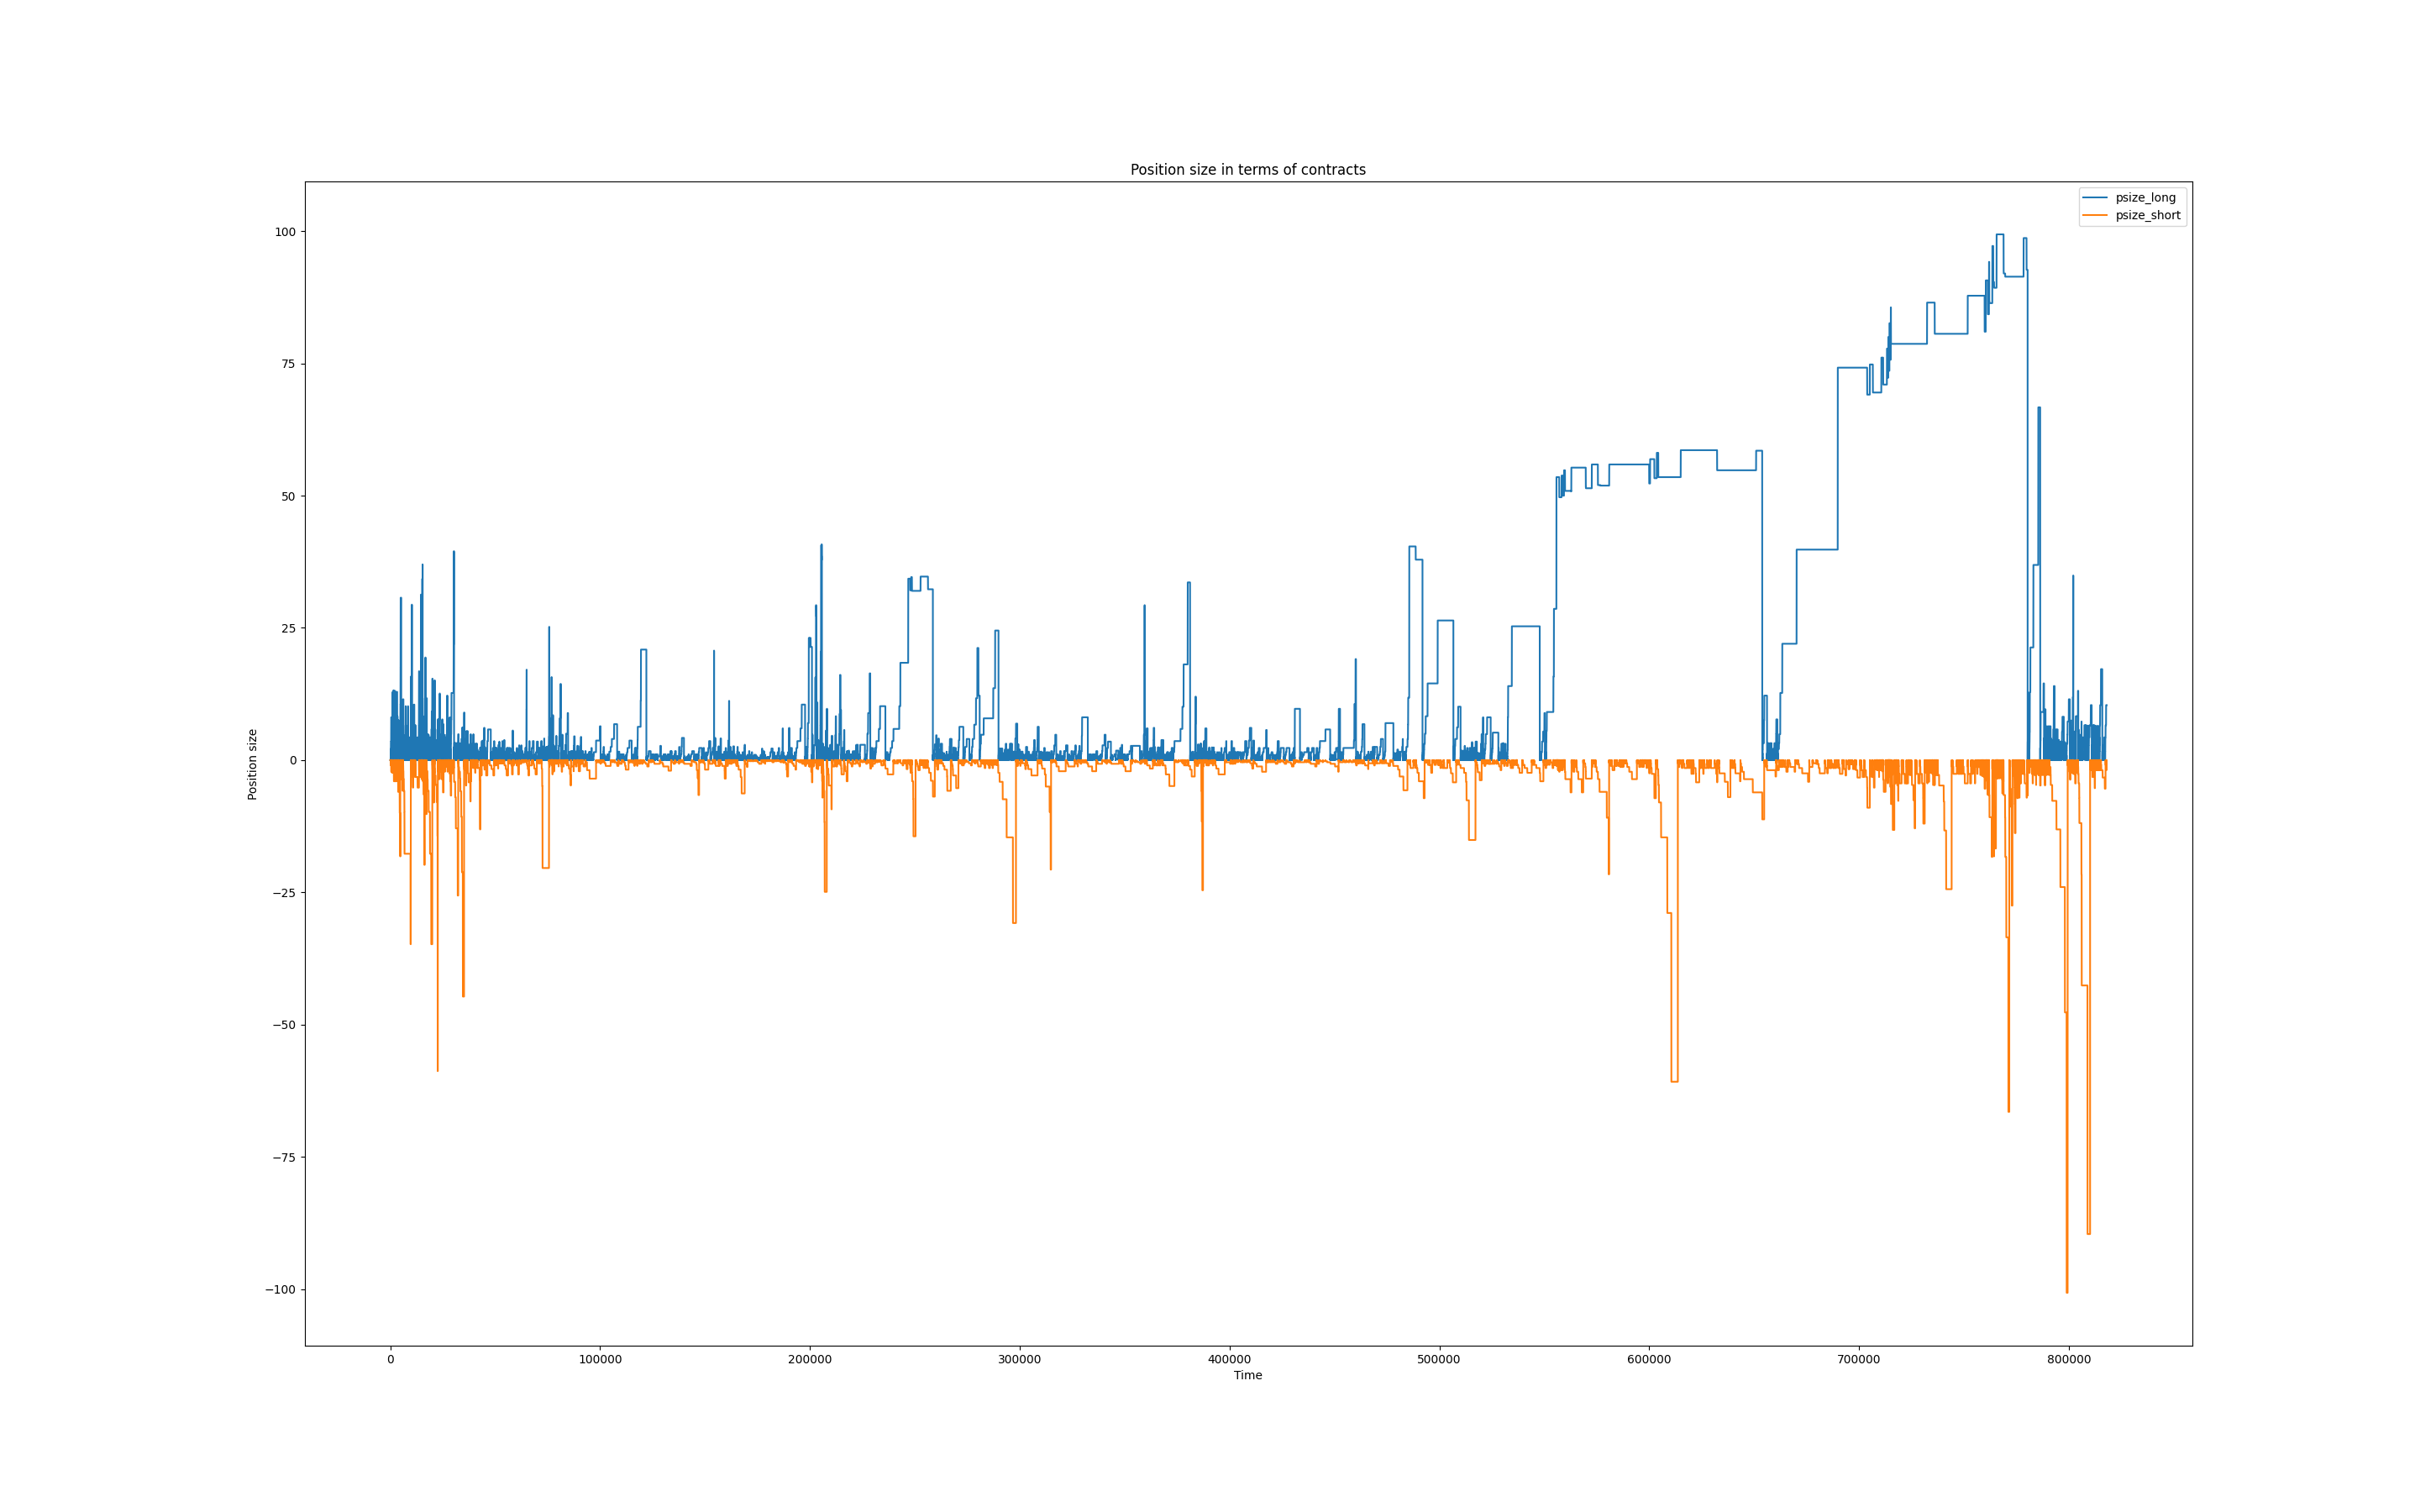 Position size in terms of contracts
psize_long
psize_short
100
75
50
25
0
−25
−50
−75
−100
Position size
0 100000 200000 300000 400000 500000 600000 700000 800000
Time